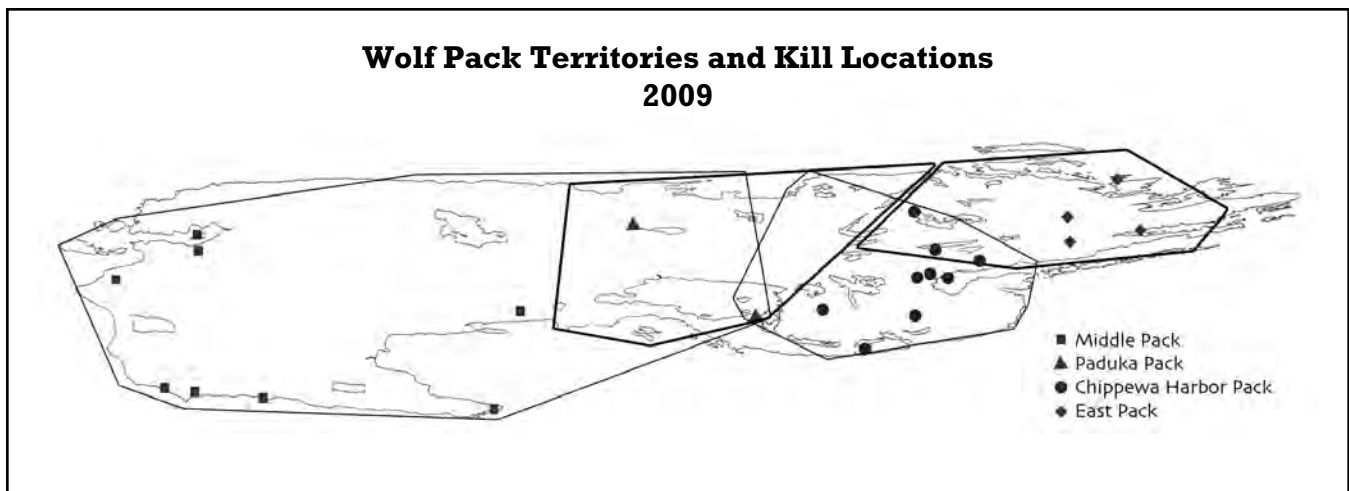 Wolf Pack Territories and Kill Locations
2009
Middle Pack
Paduka Pack
Chippewa Harbor Pack
East Pack